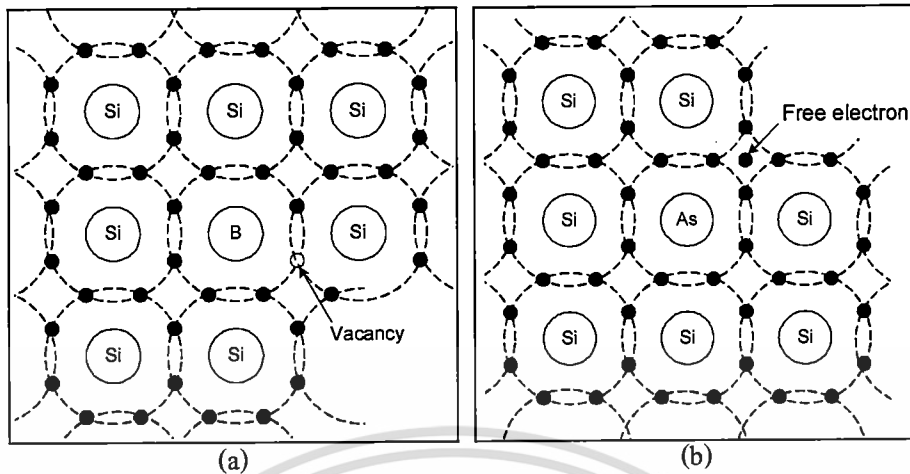 Si Si Si
Si B Si
Vacancy
Si Si
(a)
Si Si
Free electron
Si As Si
Si Si Si
(b)